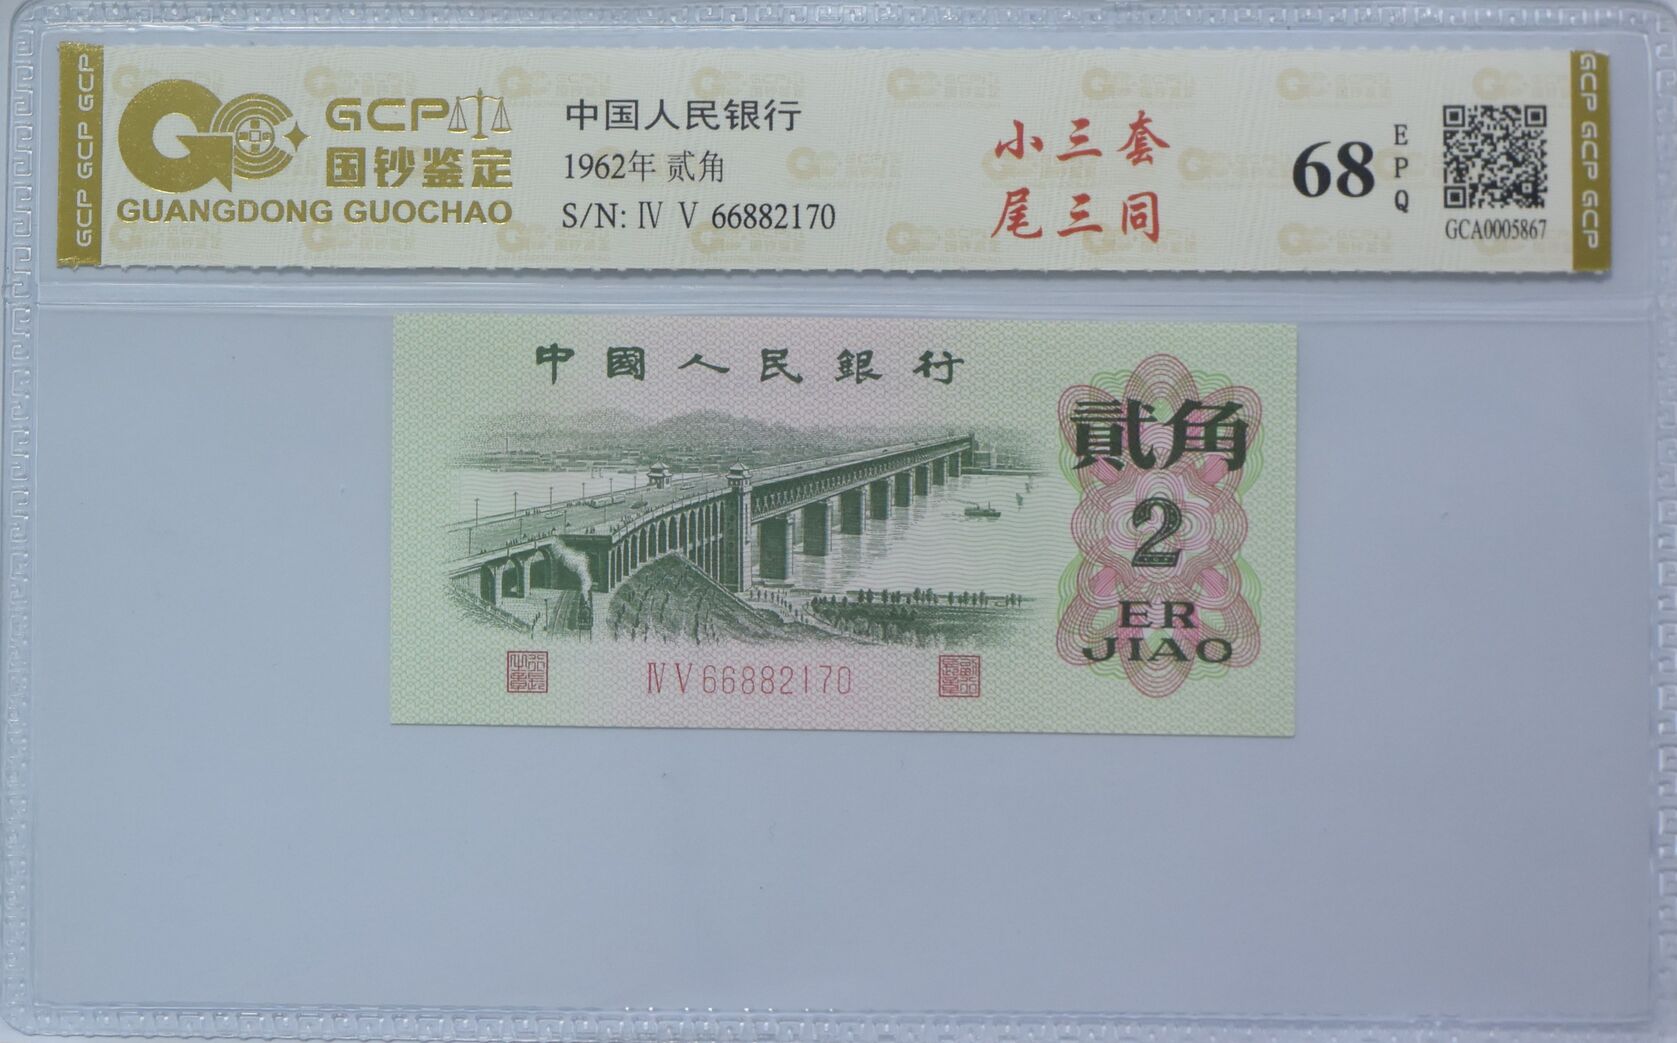 GCP GCP GCP
GCP
国钞鉴定
GUANGDONG GUOCHAO
中国人民银行
1962年 贰角
S/N: Ⅳ Ⅴ 66882170
小三套
尾三同
68
EPQ
GCA0005867
GCP GCP GCP
中國人民銀行
貳角
2
ER
JIAO
ⅣⅤ66882170